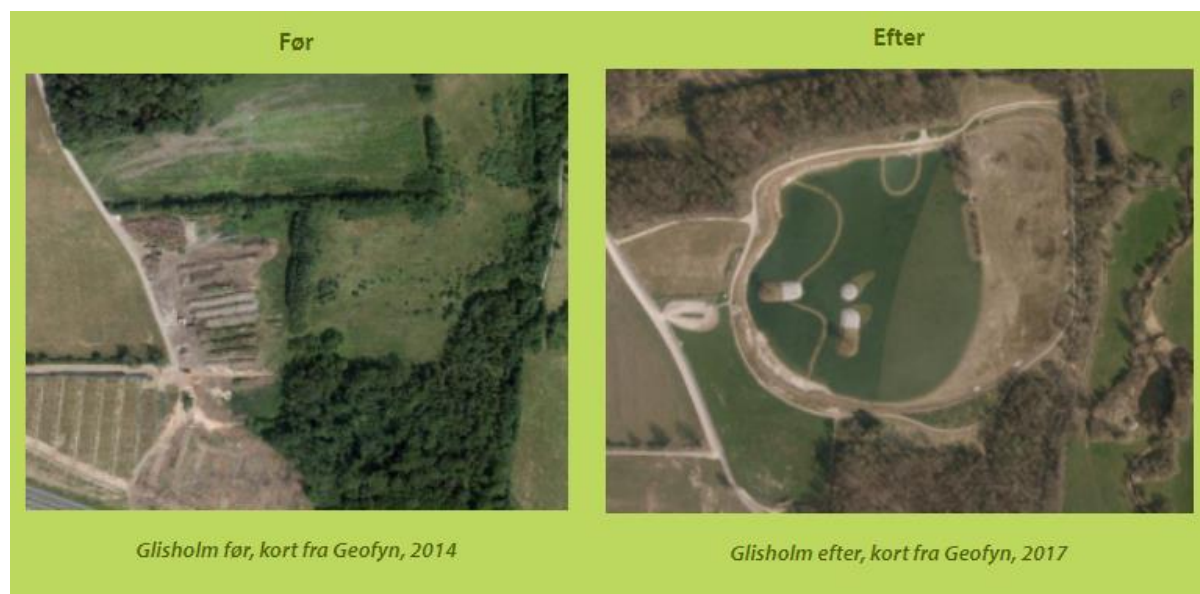 Før
Efter
Glisholm før, kort fra Geofyn, 2014
Glisholm efter, kort fra Geofyn, 2017